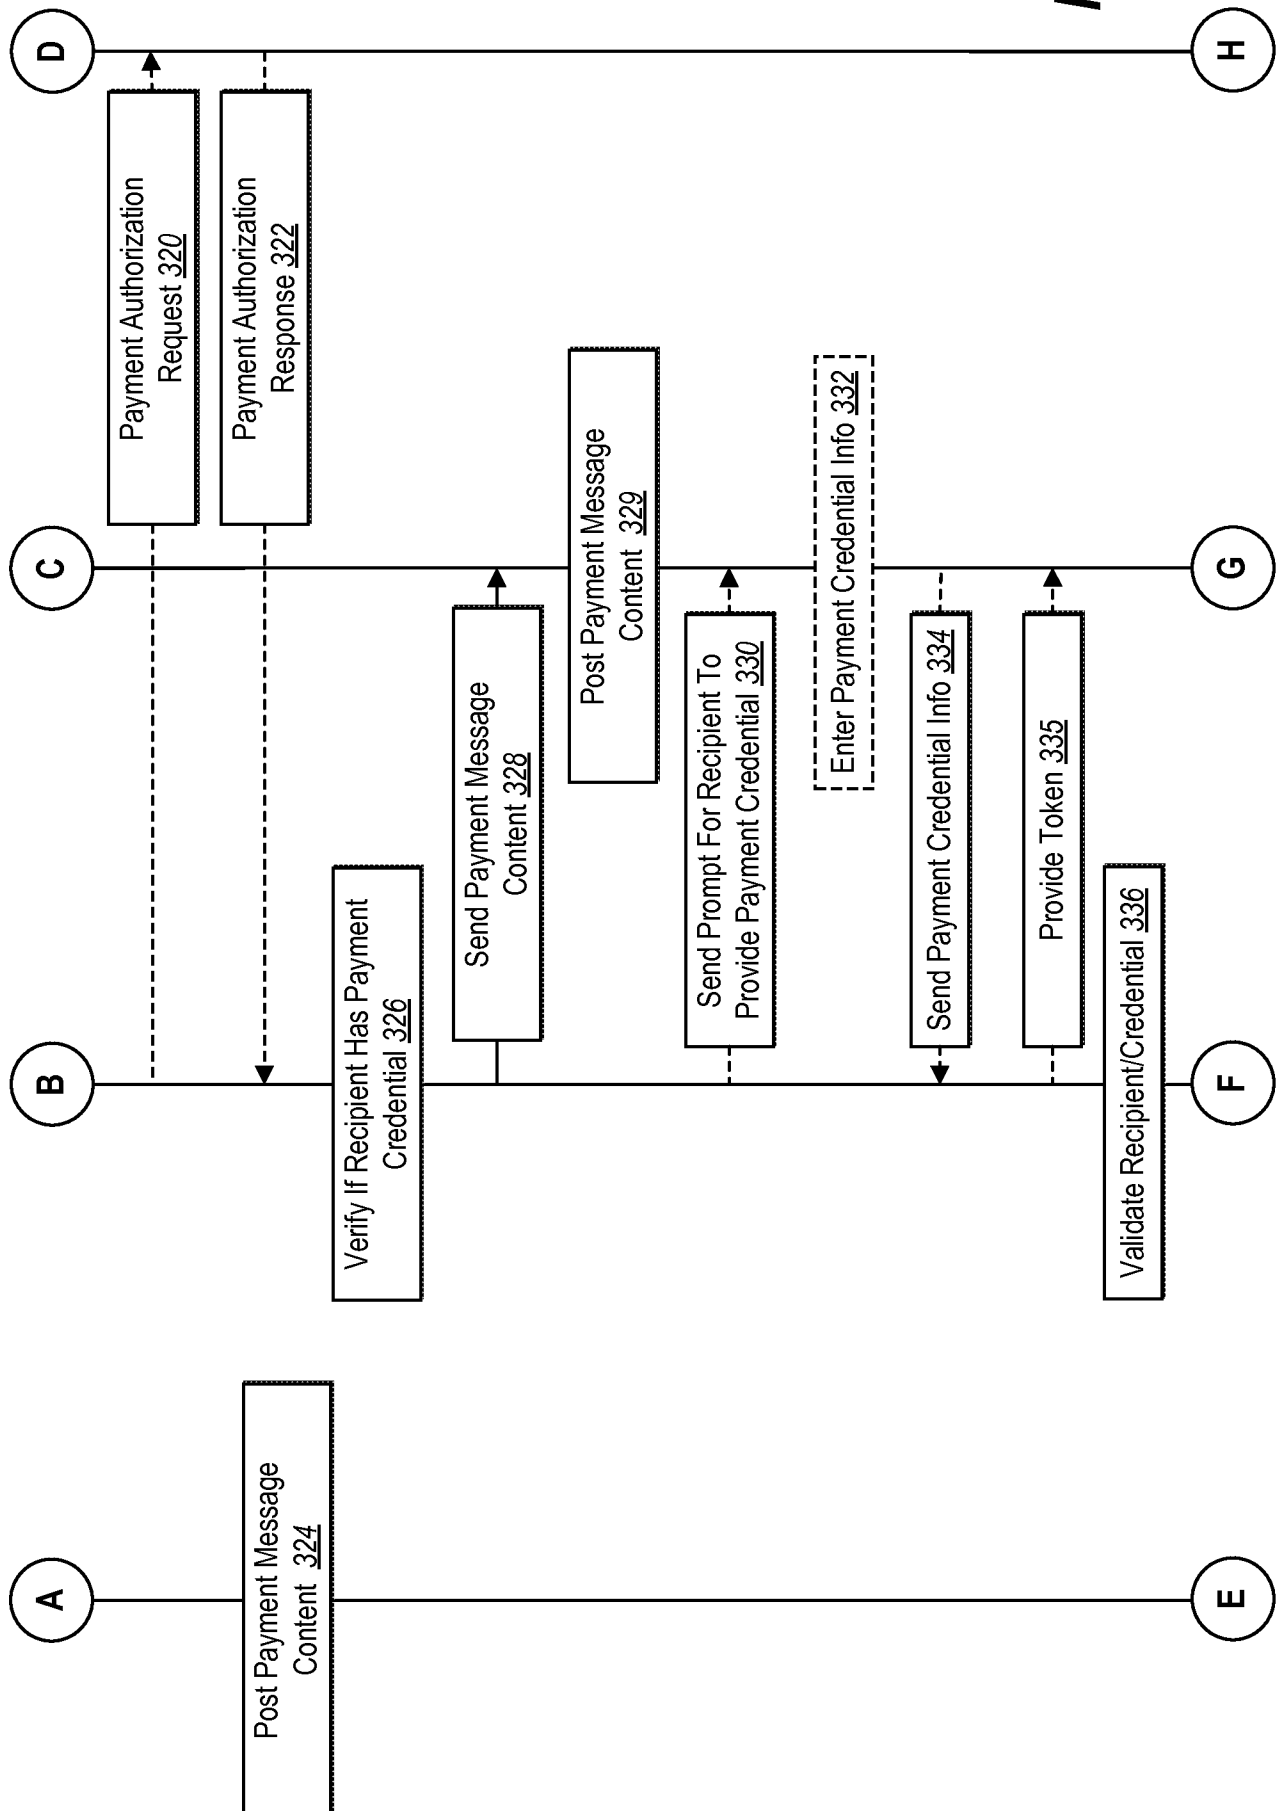 A
B
C
D
Payment Authorization
Request 320
Payment Authorization
Response 322
Post Payment Message
Content 324
Verify If Recipient Has Payment
Credential 326
Send Payment Message
Content 328
Post Payment Message
Content 329
Send Prompt For Recipient To
Provide Payment Credential 330
Enter Payment Credential Info 332
Send Payment Credential Info 334
Provide Token 335
Validate Recipient/Credential 336
E
F
G
H